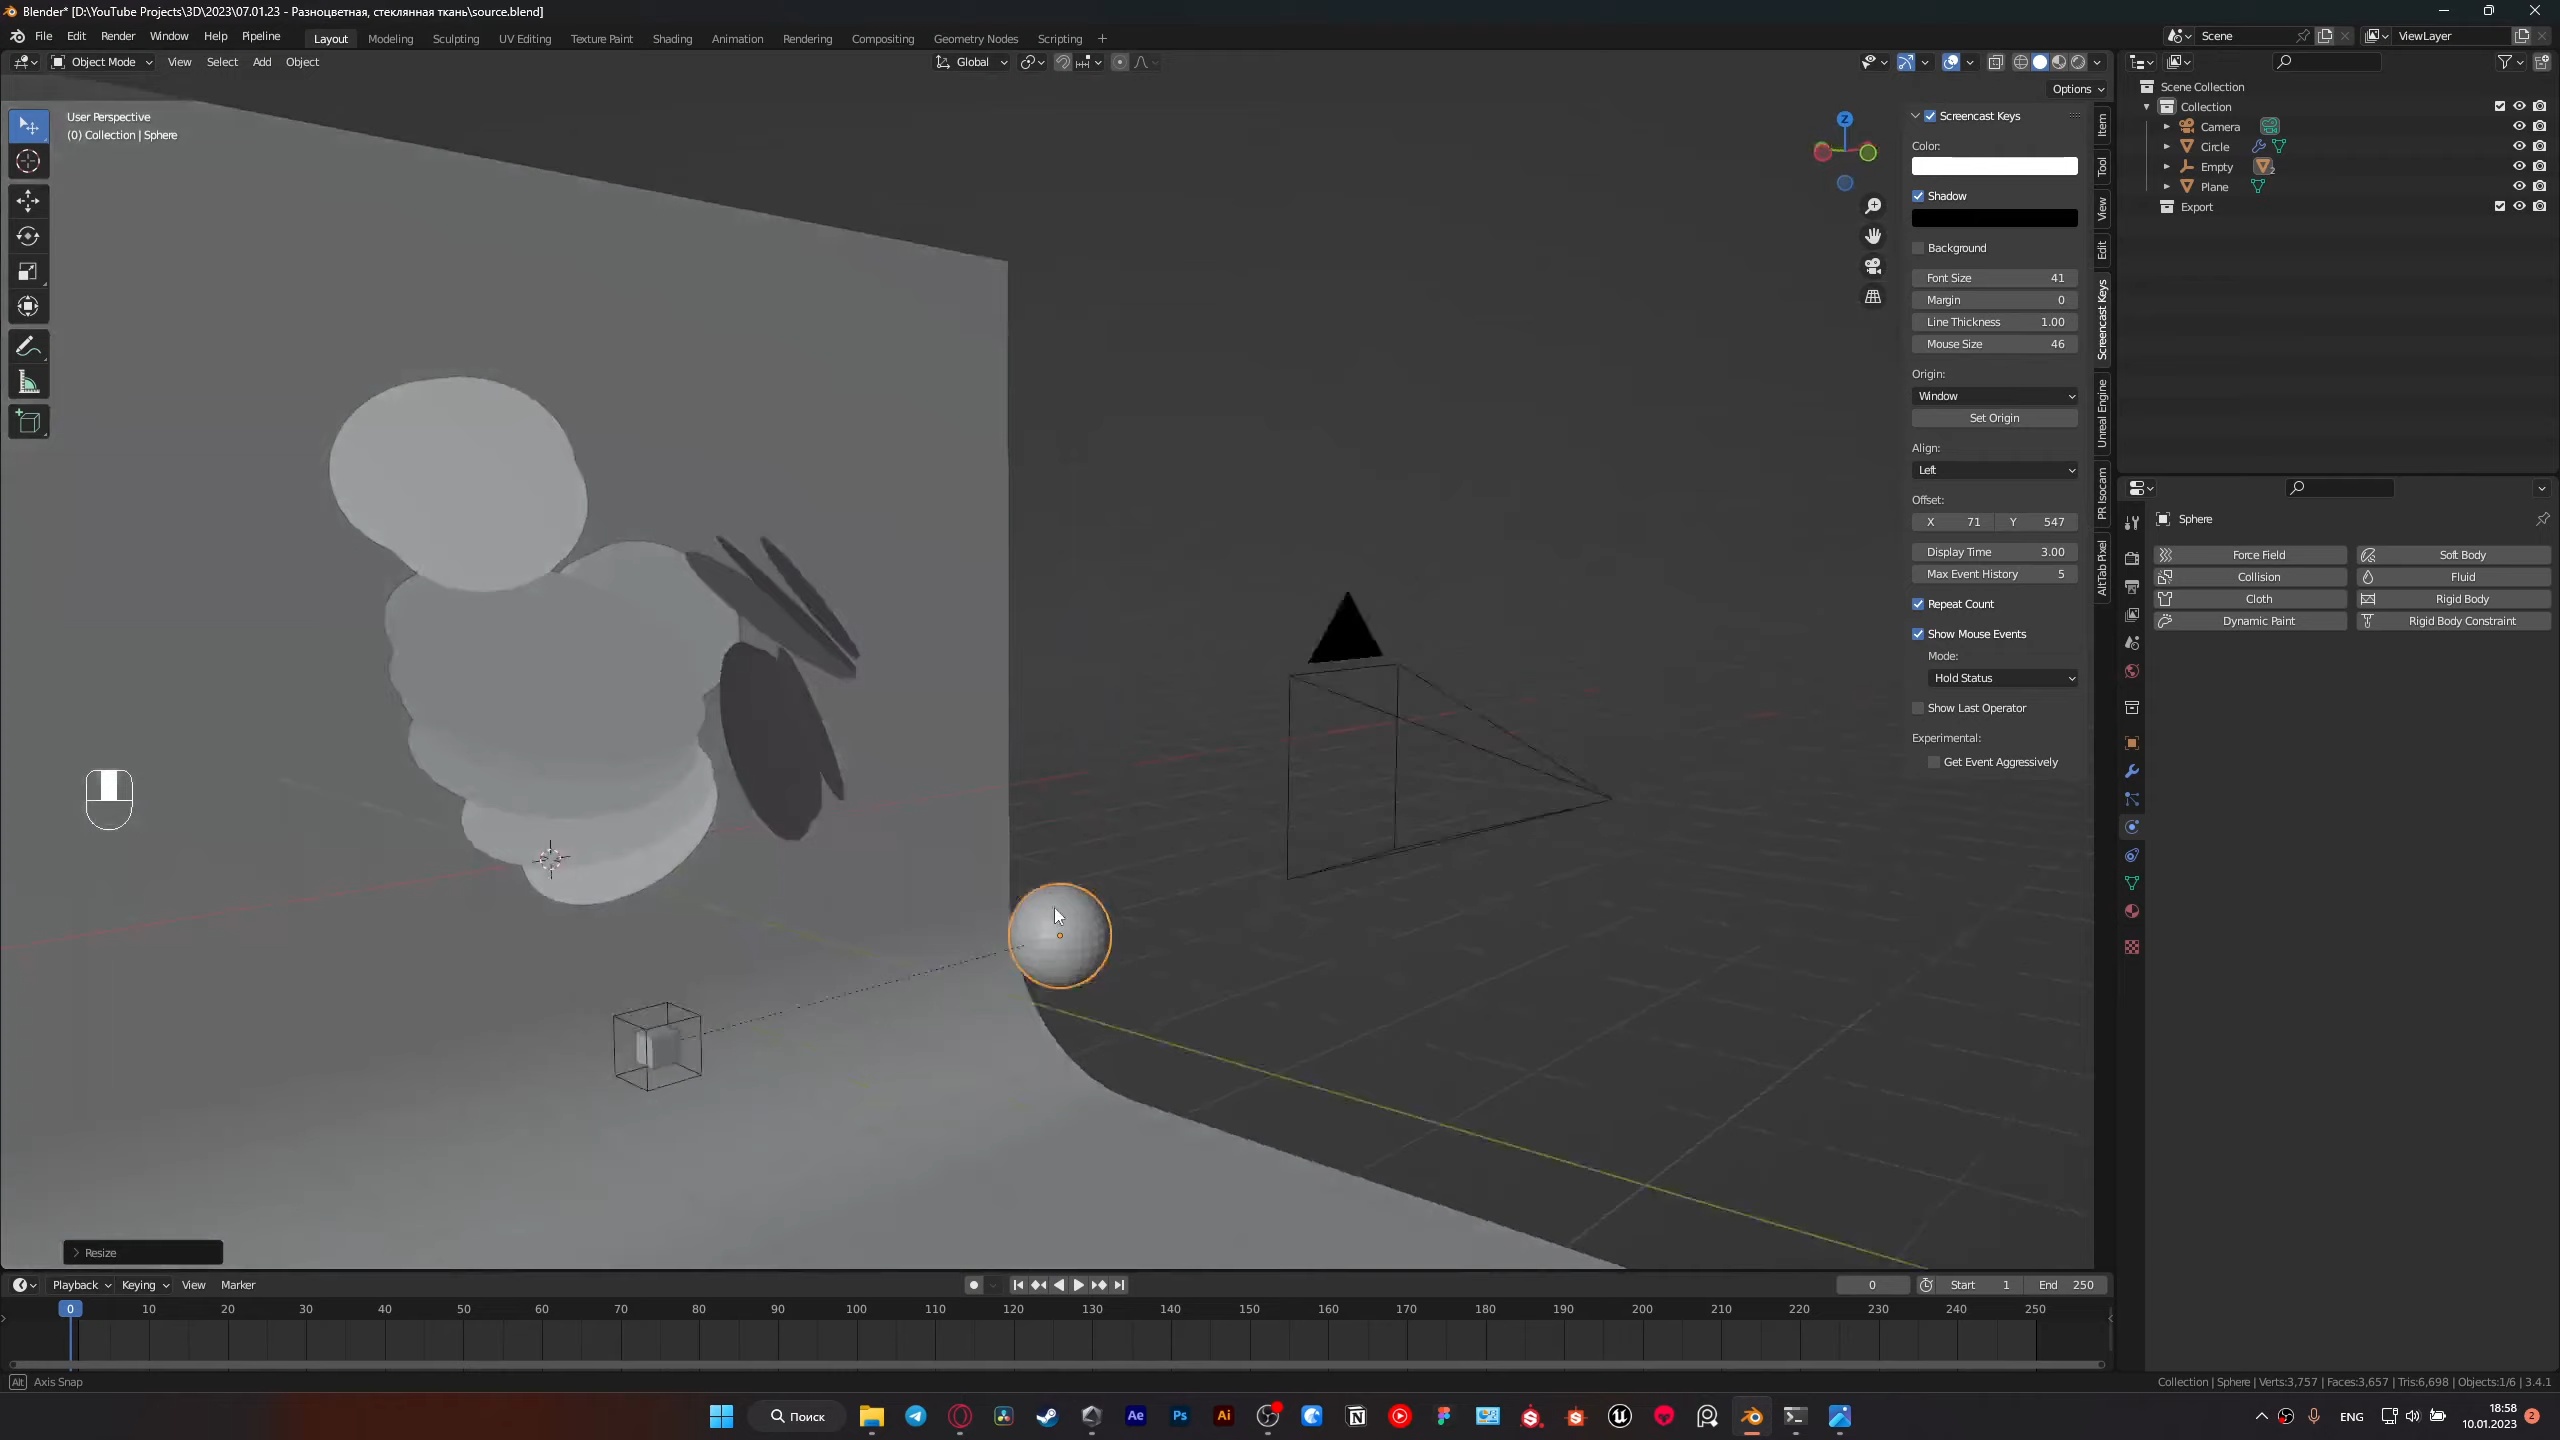 Blender* [D:\YouTube Projects\3D\2023\07.01.23 - Разноцветная, стеклянная ткань\source.blend]
File Edit Render Window Help Pipeline Layout Modeling Sculpting UV Editing Texture Paint Shading Animation Rendering Compositing Geometry Nodes Scripting + Scene ViewLayer
Object Mode View Select Add Object Global
Options
User Perspective
(0) Collection | Sphere
Z
Screencast Keys
Color:
Shadow
Background
Font Size 41
Margin 0
Line Thickness 1.00
Mouse Size 46
Origin:
Window
Set Origin
Align:
Left
Offset:
X 71 Y 547
Display Time 3.00
Max Event History 5
Repeat Count
Show Mouse Events
Mode:
Hold Status
Show Last Operator
Experimental:
Get Event Aggressively
Item
Tool
View
Edit
Screencast Keys
Unreal Engine
PR Isocam
AltTab Pixel
Scene Collection
Collection
Camera
Circle
Empty 2
Plane
Export
Sphere
Force Field Soft Body
Collision Fluid
Cloth Rigid Body
Dynamic Paint Rigid Body Constraint
Resize
Playback Keying View Marker 0 Start 1 End 250
0 10 20 30 40 50 60 70 80 90 100 110 120 130 140 150 160 170 180 190 200 210 220 230 240 250
Alt Axis Snap
Collection | Sphere | Verts:3,757 | Faces:3,657 | Tris:6,698 | Objects:1/6 | 3.4.1
Поиск Ae Ps Ai ENG 18:58
10.01.2023 2